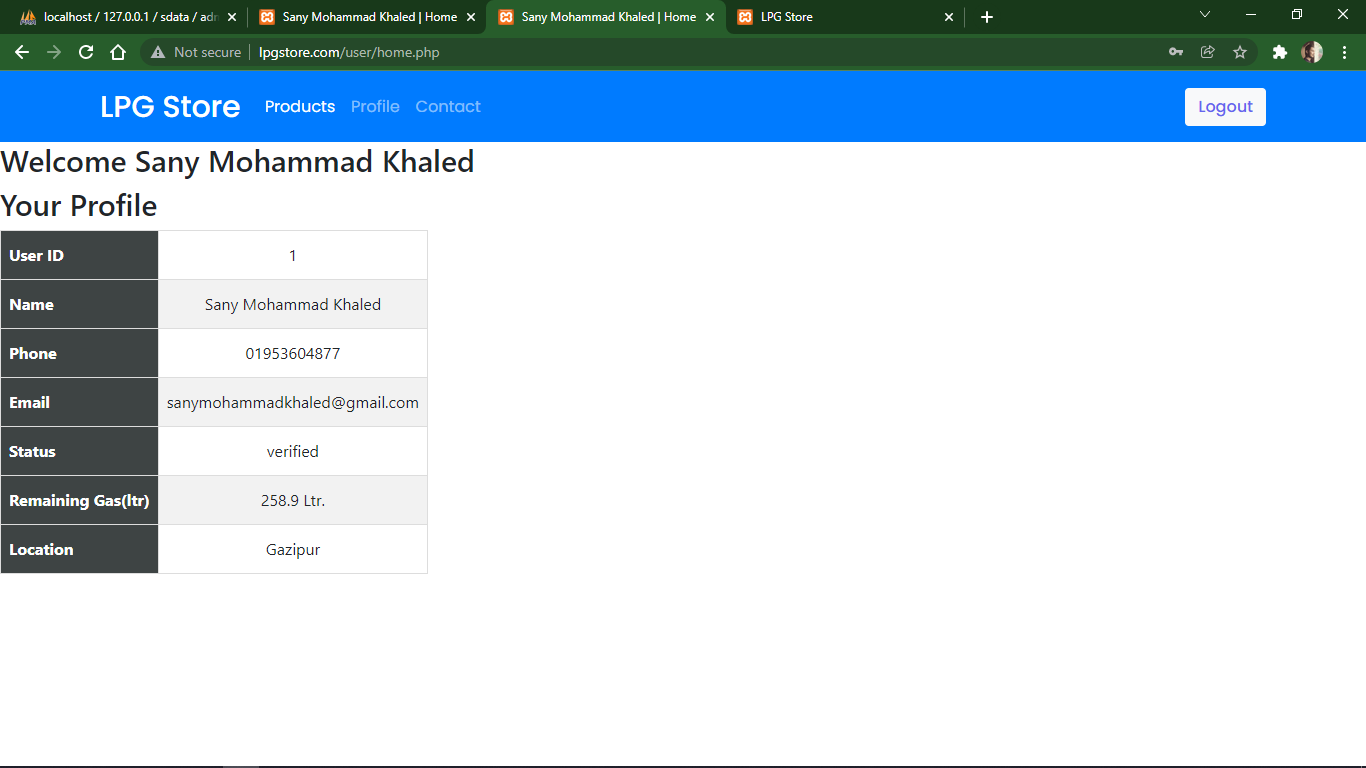 localhost / 127.0.0.1 / sdata / adm
Sany Mohammad Khaled | Home
Sany Mohammad Khaled | Home
LPG Store
Not secure
lpgstore.com/user/home.php
LPG Store Products Profile Contact Logout
Welcome Sany Mohammad Khaled
Your Profile
User ID 1
Name Sany Mohammad Khaled
Phone 01953604877
Email sanymohammadkhaled@gmail.com
Status verified
Remaining Gas(ltr) 258.9 Ltr.
Location Gazipur